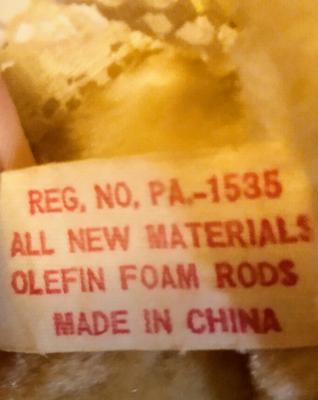 REG. NO. PA.-1535
ALL NEW MATERIALS
OLEFIN FOAM RODS
MADE IN CHINA